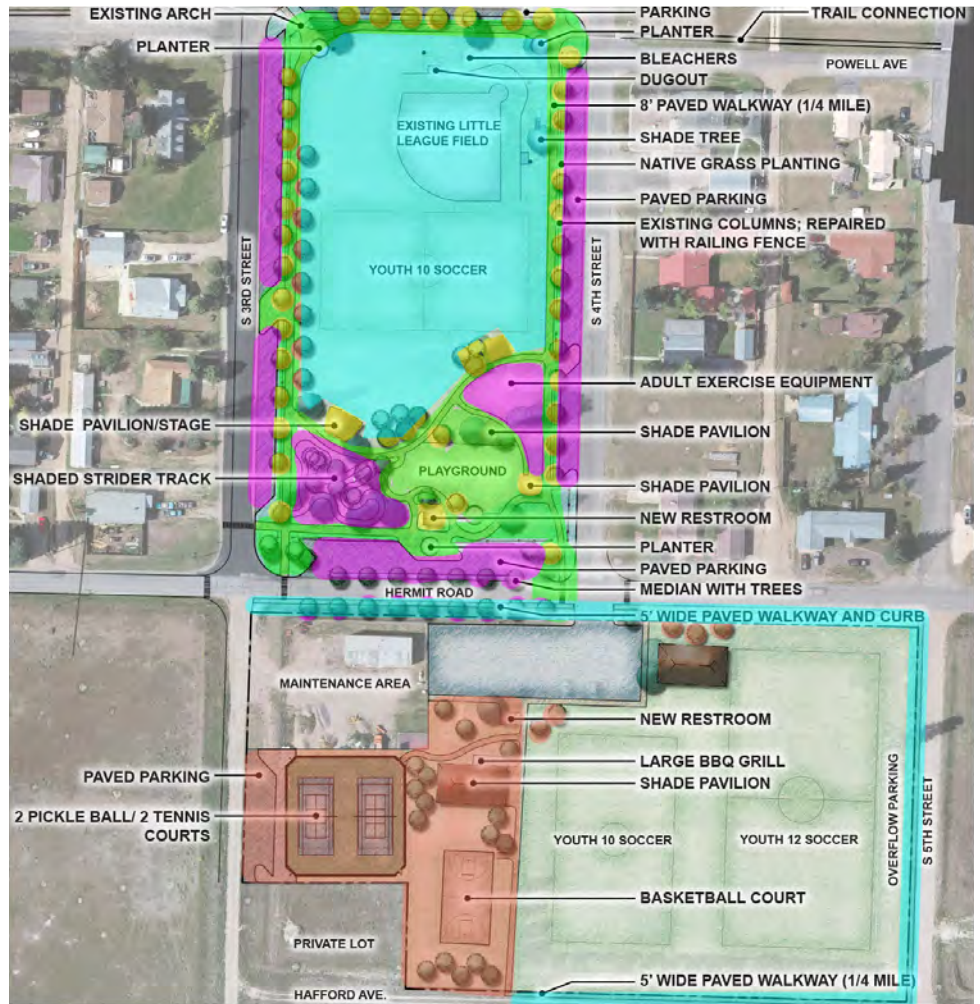 EXISTING ARCH
PARKING
TRAIL CONNECTION
PLANTER
PLANTER
BLEACHERS
POWELL AVE
DUGOUT
8' PAVED WALKWAY (1/4 MILE)
EXISTING LITTLE
LEAGUE FIELD
SHADE TREE
NATIVE GRASS PLANTING
PAVED PARKING
EXISTING COLUMNS; REPAIRED
WITH RAILING FENCE
S 3RD STREET
YOUTH 10 SOCCER
S 4TH STREET
ADULT EXERCISE EQUIPMENT
SHADE PAVILION/STAGE
SHADE PAVILION
SHADED STRIDER TRACK
PLAYGROUND
SHADE PAVILION
NEW RESTROOM
PLANTER
PAVED PARKING
HERMIT ROAD
MEDIAN WITH TREES
5' WIDE PAVED WALKWAY AND CURB
MAINTENANCE AREA
NEW RESTROOM
LARGE BBQ GRILL
PAVED PARKING
SHADE PAVILION
2 PICKLE BALL/ 2 TENNIS
COURTS
YOUTH 10 SOCCER
YOUTH 12 SOCCER
OVERFLOW PARKING
S 5TH STREET
BASKETBALL COURT
PRIVATE LOT
5' WIDE PAVED WALKWAY (1/4 MILE)
HAFFORD AVE.